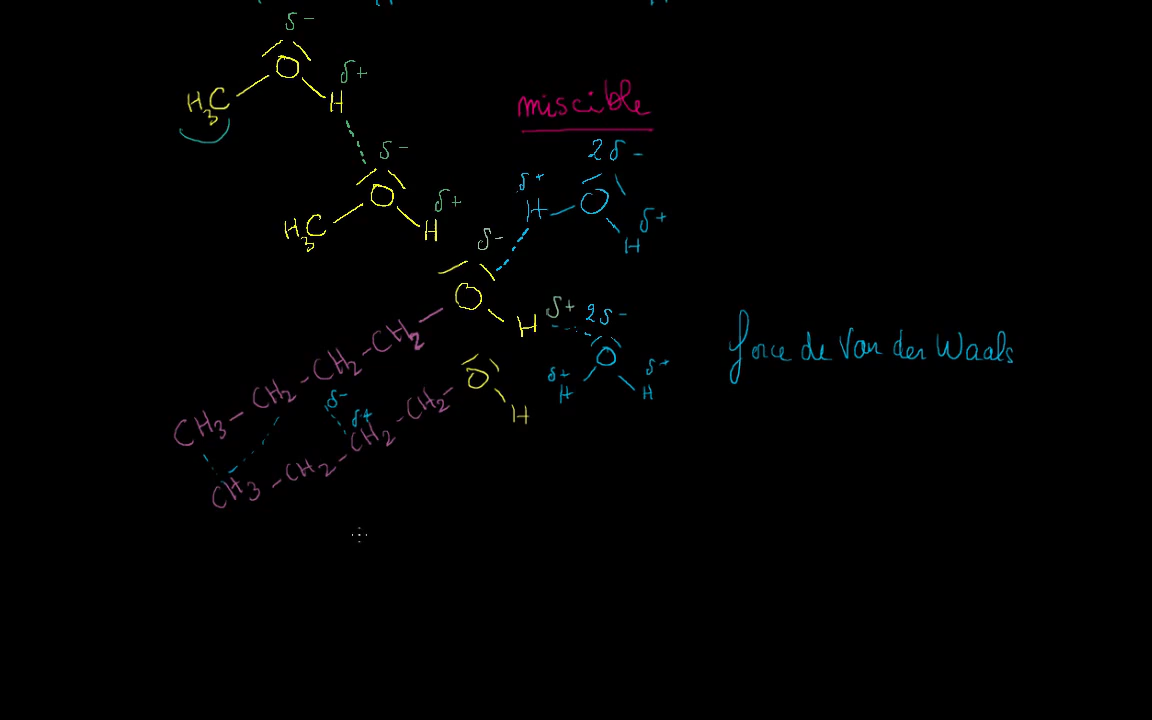 δ-
H3C O H δ+
miscible
δ-
2δ-
H3C O H δ+
δ+ H O H δ+
δ-
O H δ+
2δ-
δ+ H O H δ+
force de Van der Waals
CH3-CH2-CH2-CH2-
δ-
δ+
CH3-CH2-CH2-CH2- O H